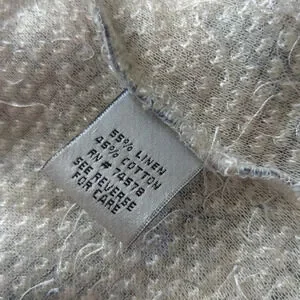 55% LINEN
45% COTTON
RN # 74578
SEE REVERSE
FOR CARE